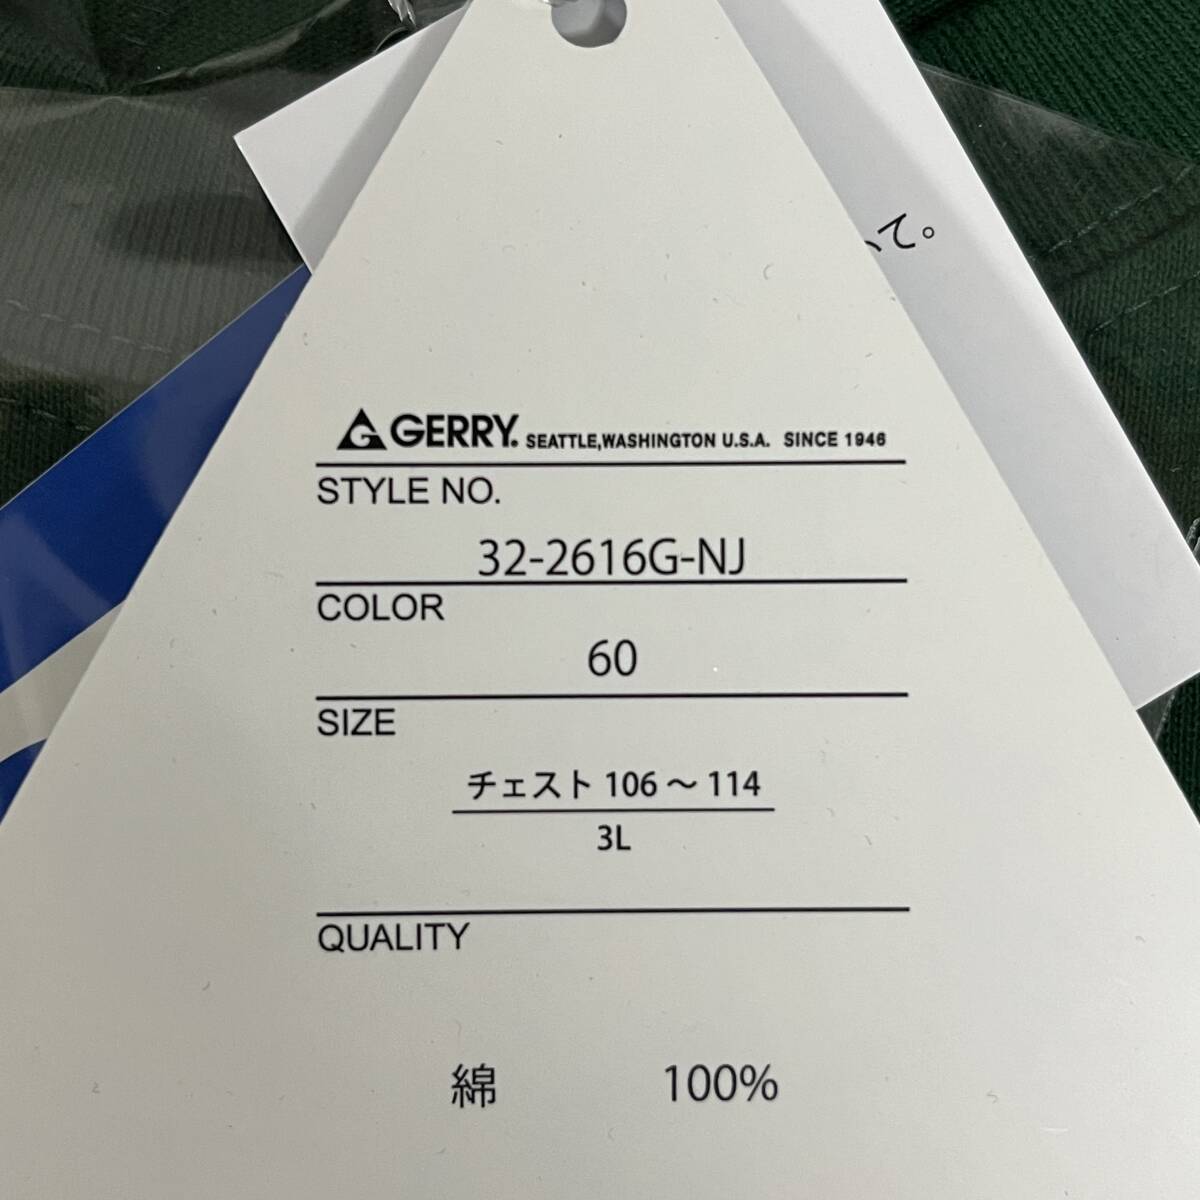 て。
GERRY. SEATTLE,WASHINGTON U.S.A. SINCE 1946
STYLE NO.
32-2616G-NJ
COLOR
60
SIZE
チェスト 106 ～ 114
3L
QUALITY
綿 100%